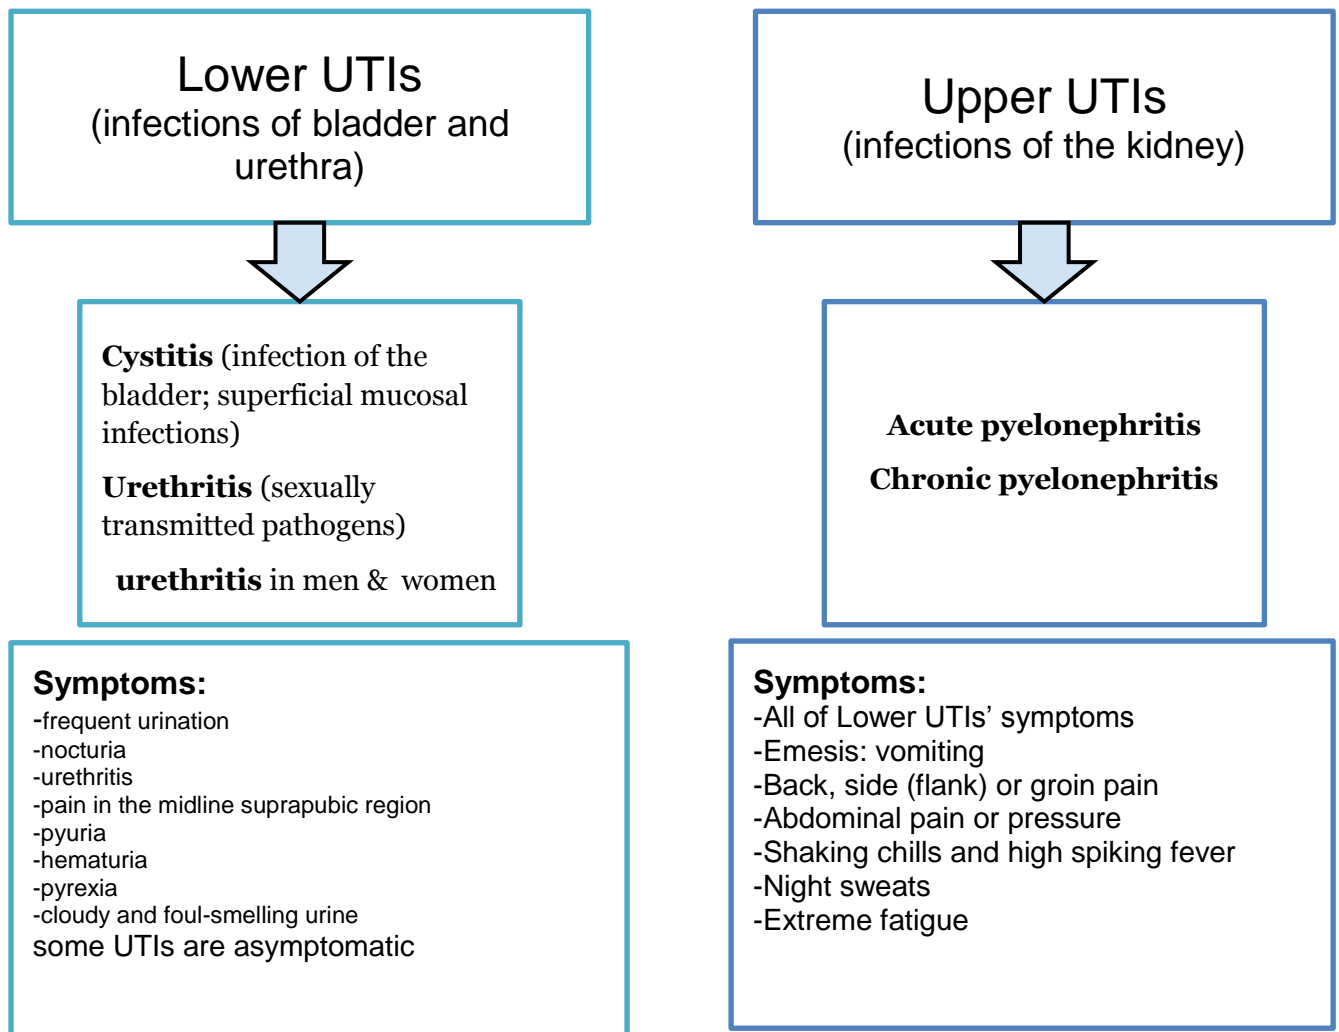 Lower UTIs
(infections of bladder and
urethra)
Cystitis (infection of the
bladder; superficial mucosal
infections)
Urethritis (sexually
transmitted pathogens)
urethritis in men & women
Symptoms:
-frequent urination
-nocturia
-urethritis
-pain in the midline suprapubic region
-pyuria
-hematuria
-pyrexia
-cloudy and foul-smelling urine
some UTIs are asymptomatic
Upper UTIs
(infections of the kidney)
Acute pyelonephritis
Chronic pyelonephritis
Symptoms:
-All of Lower UTIs’ symptoms
-Emesis: vomiting
-Back, side (flank) or groin pain
-Abdominal pain or pressure
-Shaking chills and high spiking fever
-Night sweats
-Extreme fatigue